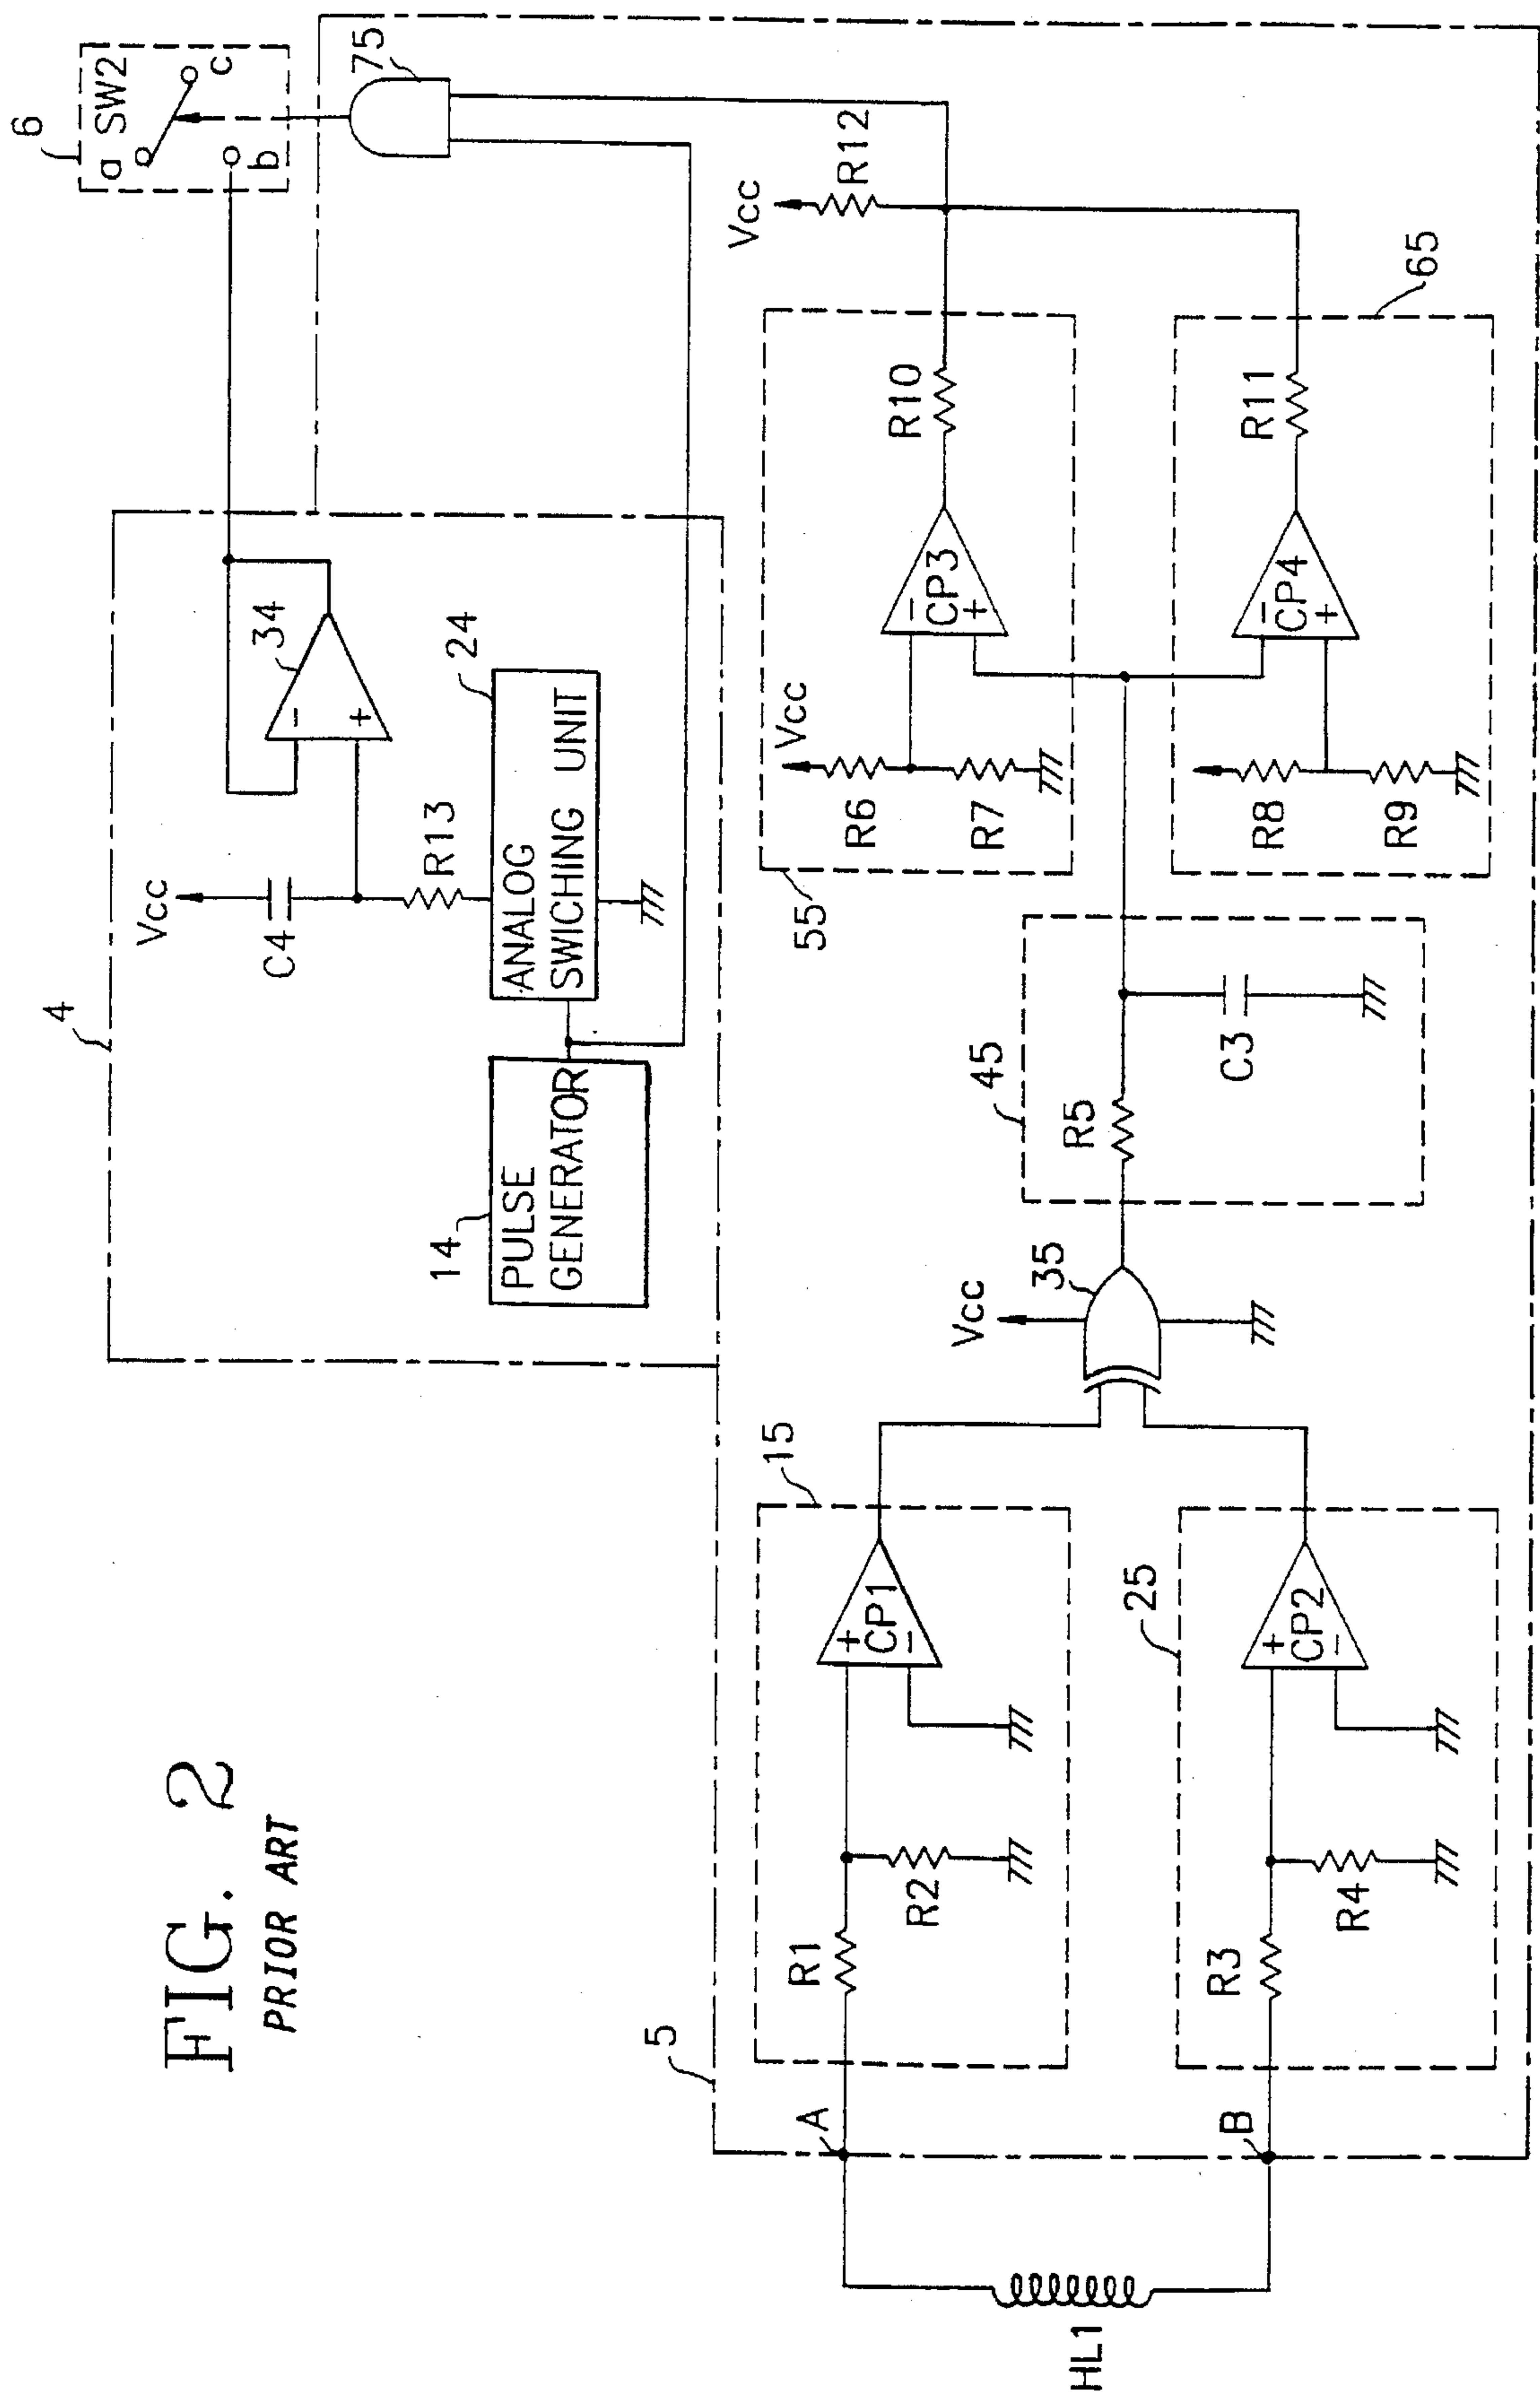 FIG. 2
PRIOR ART
6
SW2
a
b
c
75
4
Vcc
C4
34
-
+
R13
24
ANALOG
SWICHING UNIT
14
PULSE
GENERATOR
5
A
B
HL1
15
R1
R2
+
CP1
-
25
R3
R4
+
CP2
-
Vcc
35
45
R5
C3
55
Vcc
R6
R7
-
CP3
+
R10
Vcc
R12
65
R8
R9
-
CP4
+
R11